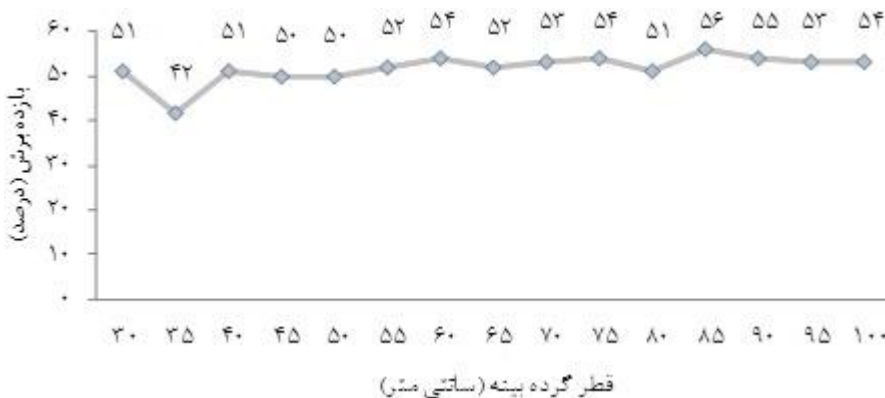 بازده برش (درصد)
۶۰
۵۰
۴۰
۳۰
۲۰
۱۰
۰
۵۱ ۴۲ ۵۱ ۵۰ ۵۰ ۵۲ ۵۴ ۵۲ ۵۳ ۵۴ ۵۱ ۵۶ ۵۵ ۵۳ ۵۴
۳۰ ۳۵ ۴۰ ۴۵ ۵۰ ۵۵ ۶۰ ۶۵ ۷۰ ۷۵ ۸۰ ۸۵ ۹۰ ۹۵ ۱۰۰
قطر گرده بینه (سانتی متر)